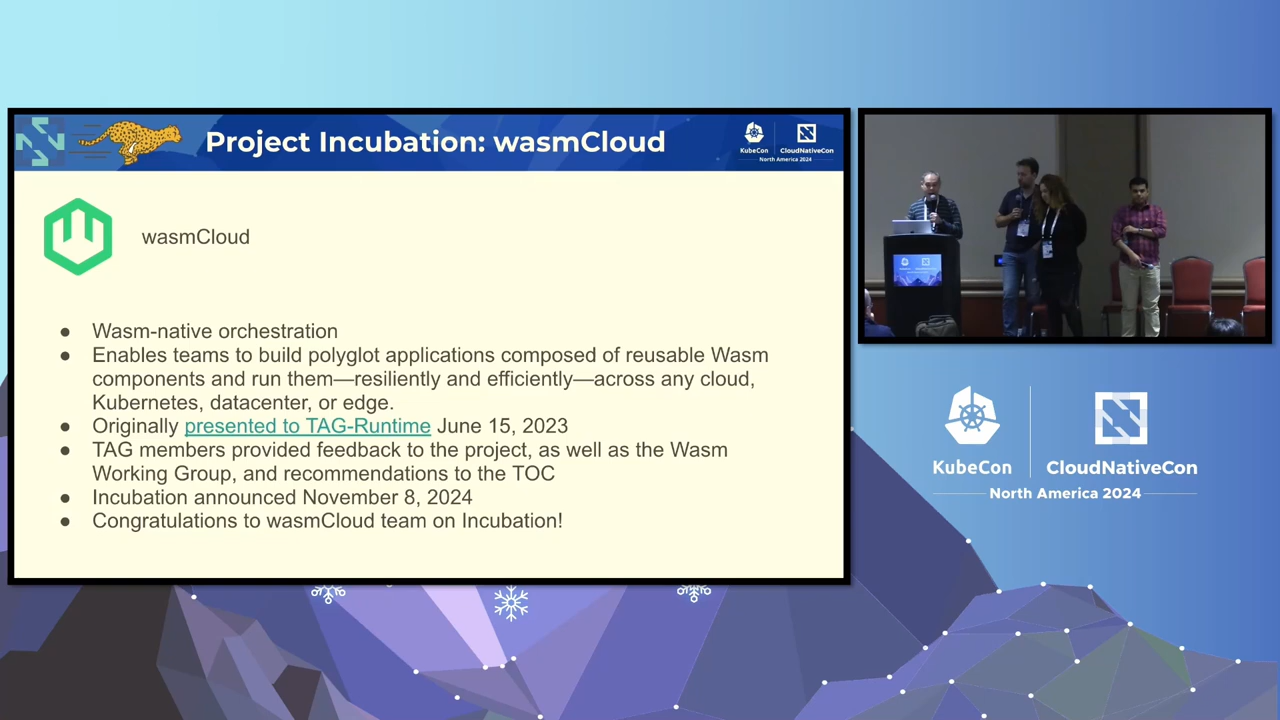 Project Incubation: wasmCloud
KubeCon
CloudNativeCon
North America 2024
wasmCloud
● Wasm-native orchestration
● Enables teams to build polyglot applications composed of reusable Wasm
components and run them—resiliently and efficiently—across any cloud,
Kubernetes, datacenter, or edge.
● Originally presented to TAG-Runtime June 15, 2023
● TAG members provided feedback to the project, as well as the Wasm
Working Group, and recommendations to the TOC
● Incubation announced November 8, 2024
● Congratulations to wasmCloud team on Incubation!
KubeCon
CloudNativeCon
North America 2024